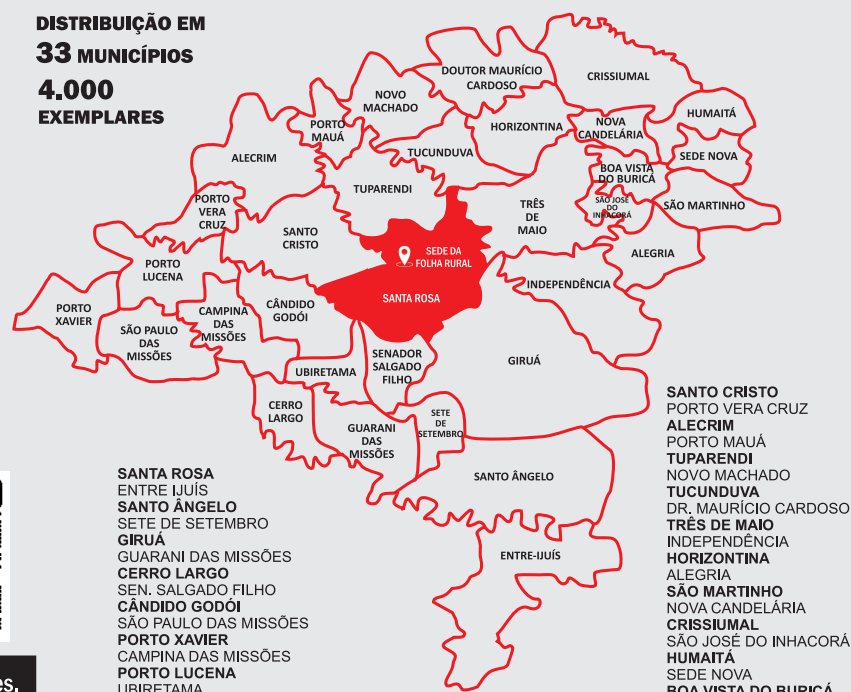 DISTRIBUIÇÃO EM
33 MUNICÍPIOS
4.000
EXEMPLARES
DOUTOR MAURÍCIO
CARDOSO
CRISSIUMAL
NOVO
MACHADO
HUMAITÁ
PORTO
MAUÁ
HORIZONTINA
NOVA
CANDELÁRIA
TUCUNDUVA
SEDE NOVA
ALECRIM
BOA VISTA
DO BURICÁ
TUPARENDI
PORTO
VERA
CRUZ
TRÊS
DE
MAIO
SÃO JOSÉ
DO
INHACORÁ
SÃO MARTINHO
SANTO
CRISTO
SEDE DA
FOLHA RURAL
ALEGRIA
PORTO
LUCENA
INDEPENDÊNCIA
SANTA ROSA
PORTO
XAVIER
CAMPINA
DAS
MISSÕES
CÂNDIDO
GODÓI
SÃO PAULO
DAS
MISSÕES
SENADOR
SALGADO
FILHO
GIRUÁ
UBIRETAMA
CERRO
LARGO
SETE
DE
SETEMBRO
GUARANI
DAS
MISSÕES
SANTO ÂNGELO
ENTRE-IJUÍS
SANTA ROSA
ENTRE IJUÍS
SANTO ÂNGELO
SETE DE SETEMBRO
GIRUÁ
GUARANI DAS MISSÕES
CERRO LARGO
SEN. SALGADO FILHO
CÂNDIDO GODÓI
SÃO PAULO DAS MISSÕES
PORTO XAVIER
CAMPINA DAS MISSÕES
PORTO LUCENA
UBIRETAMA
SANTO CRISTO
PORTO VERA CRUZ
ALECRIM
PORTO MAUÁ
TUPARENDI
NOVO MACHADO
TUCUNDUVA
DR. MAURÍCIO CARDOSO
TRÊS DE MAIO
INDEPENDÊNCIA
HORIZONTINA
ALEGRIA
SÃO MARTINHO
NOVA CANDELÁRIA
CRISSIUMAL
SÃO JOSÉ DO INHACORÁ
HUMAITÁ
SEDE NOVA
BOA VISTA DO BURICÁ